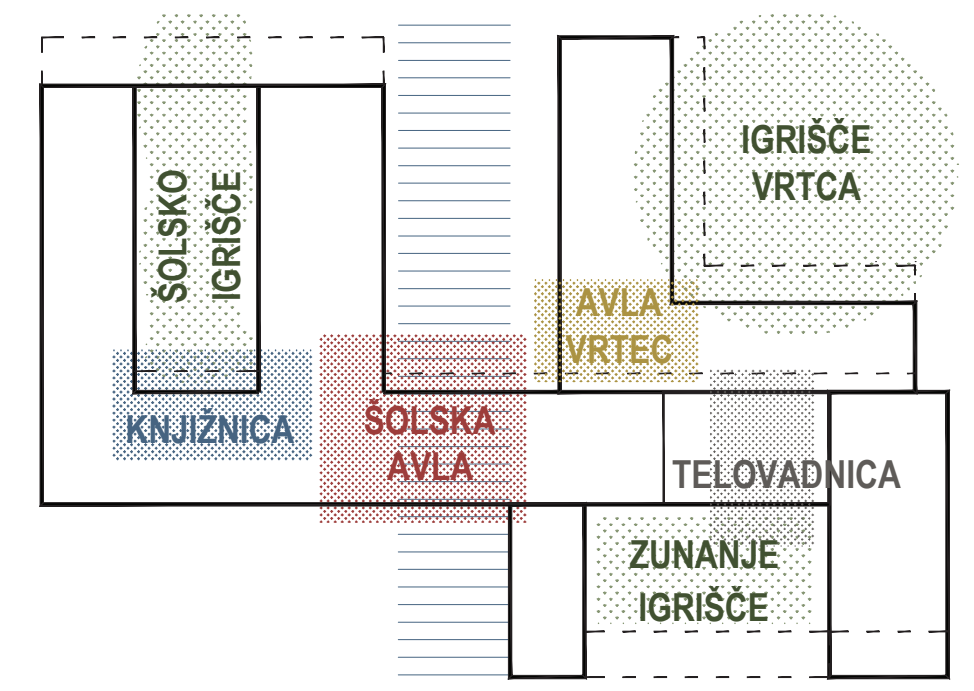 ŠOLSKO
IGRIŠČE
IGRIŠČE
VRTCA
AVLA
VRTEC
KNJIŽNICA
ŠOLSKA
AVLA
TELOVADNICA
ZUNANJE
IGRIŠČE